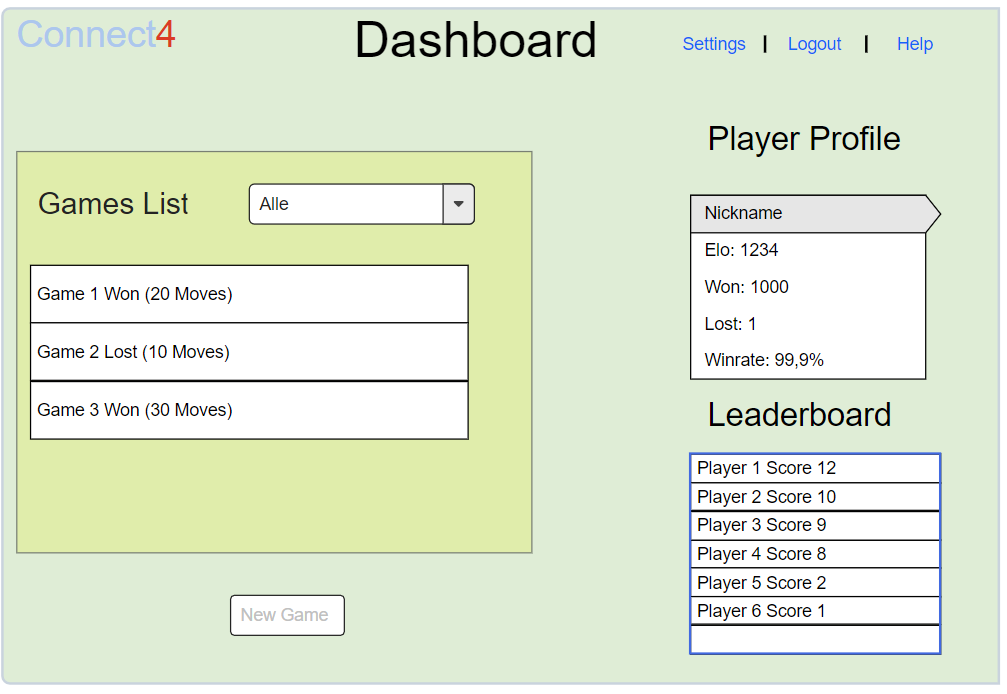 Connect4
Dashboard
Settings | Logout | Help
Games List
Alle
Game 1 Won (20 Moves)
Game 2 Lost (10 Moves)
Game 3 Won (30 Moves)
New Game
Player Profile
Nickname
Elo: 1234
Won: 1000
Lost: 1
Winrate: 99,9%
Leaderboard
Player 1 Score 12
Player 2 Score 10
Player 3 Score 9
Player 4 Score 8
Player 5 Score 2
Player 6 Score 1